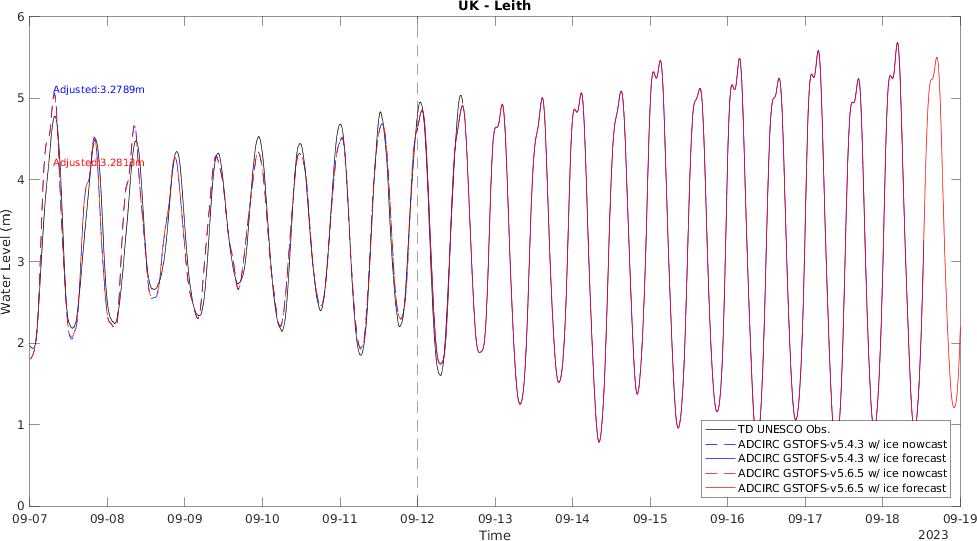 UK - Leith
6
5
4
3
2
1
0
Water Level (m)
Adjusted:3.2789m
Adjusted:3.2813m
TD UNESCO Obs.
ADCIRC GSTOFS-v5.4.3 w/ ice nowcast
ADCIRC GSTOFS-v5.4.3 w/ ice forecast
ADCIRC GSTOFS-v5.6.5 w/ ice nowcast
ADCIRC GSTOFS-v5.6.5 w/ ice forecast
09-07 09-08 09-09 09-10 09-11 09-12 09-13 09-14 09-15 09-16 09-17 09-18 09-19
Time
2023